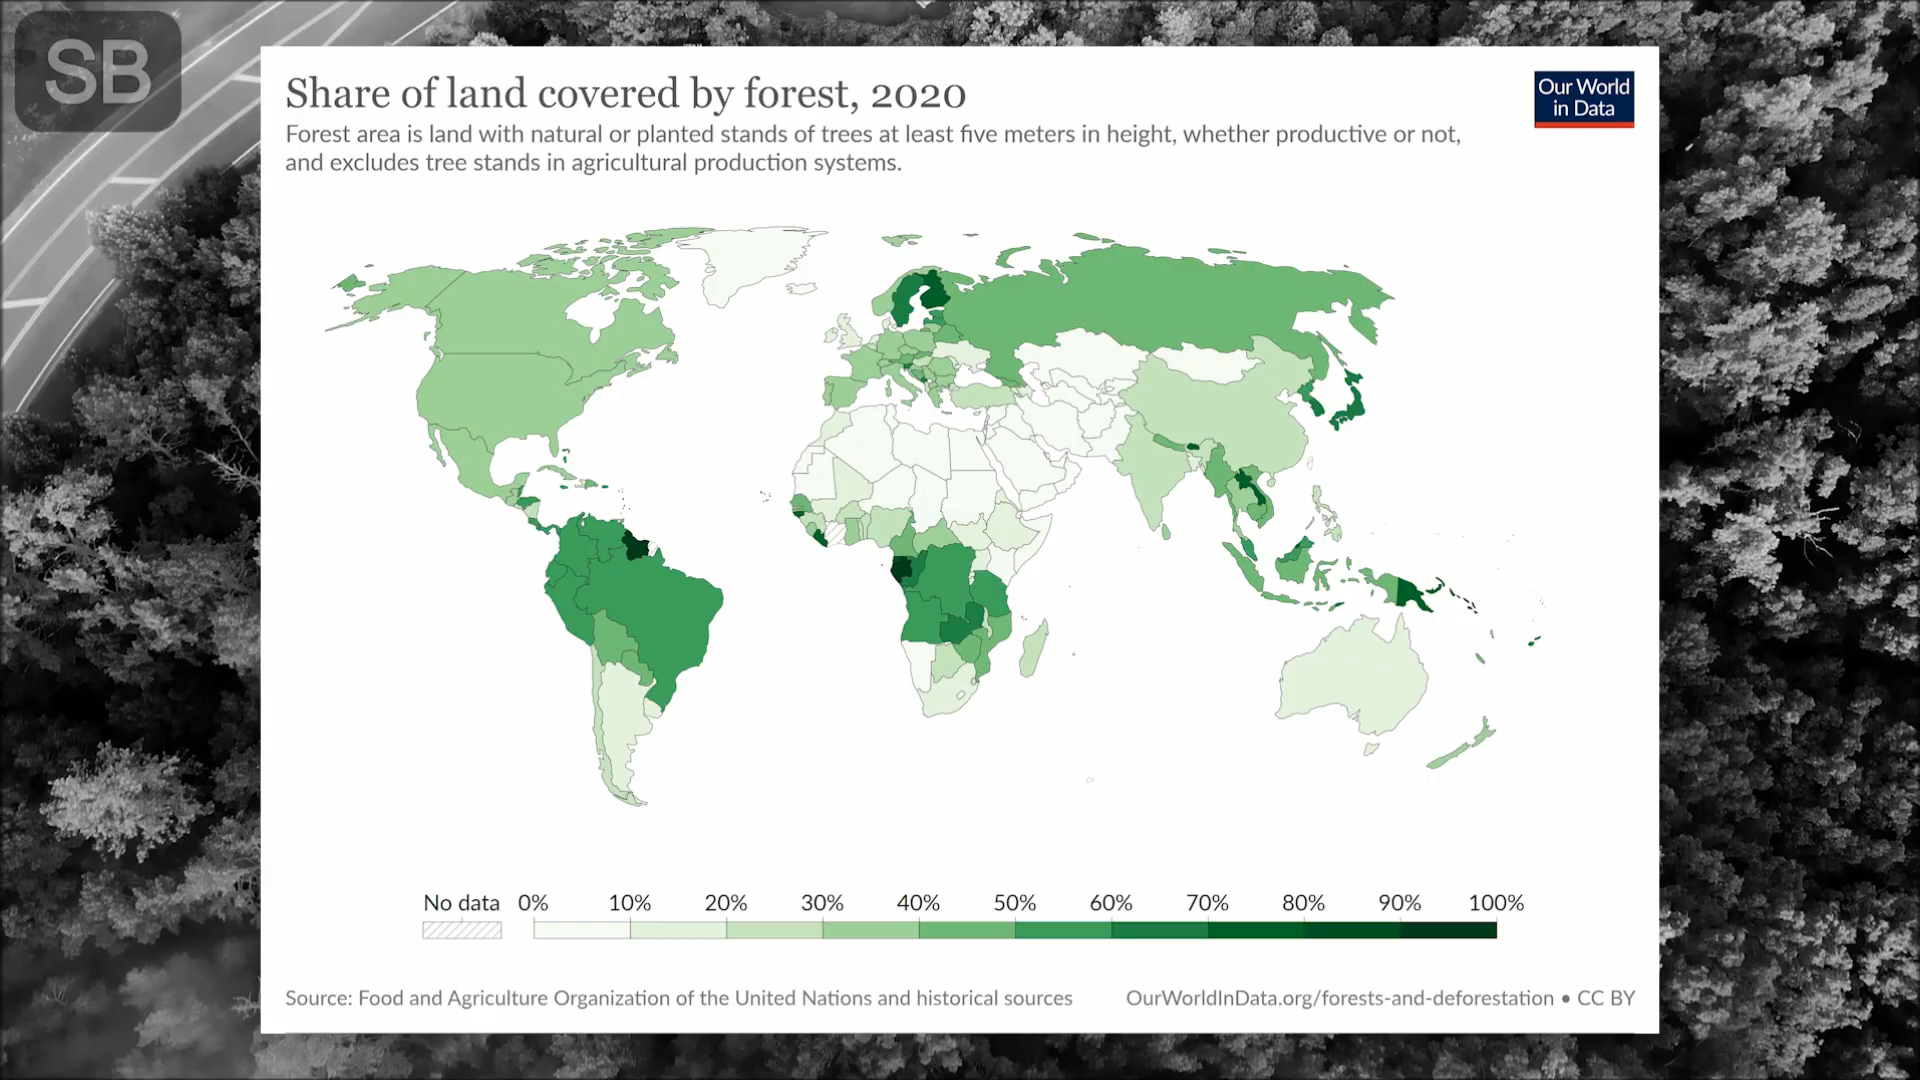 SB
Share of land covered by forest, 2020
Our World
in Data
Forest area is land with natural or planted stands of trees at least five meters in height, whether productive or not,
and excludes tree stands in agricultural production systems.
No data 0% 10% 20% 30% 40% 50% 60% 70% 80% 90% 100%
Source: Food and Agriculture Organization of the United Nations and historical sources
OurWorldInData.org/forests-and-deforestation • CC BY